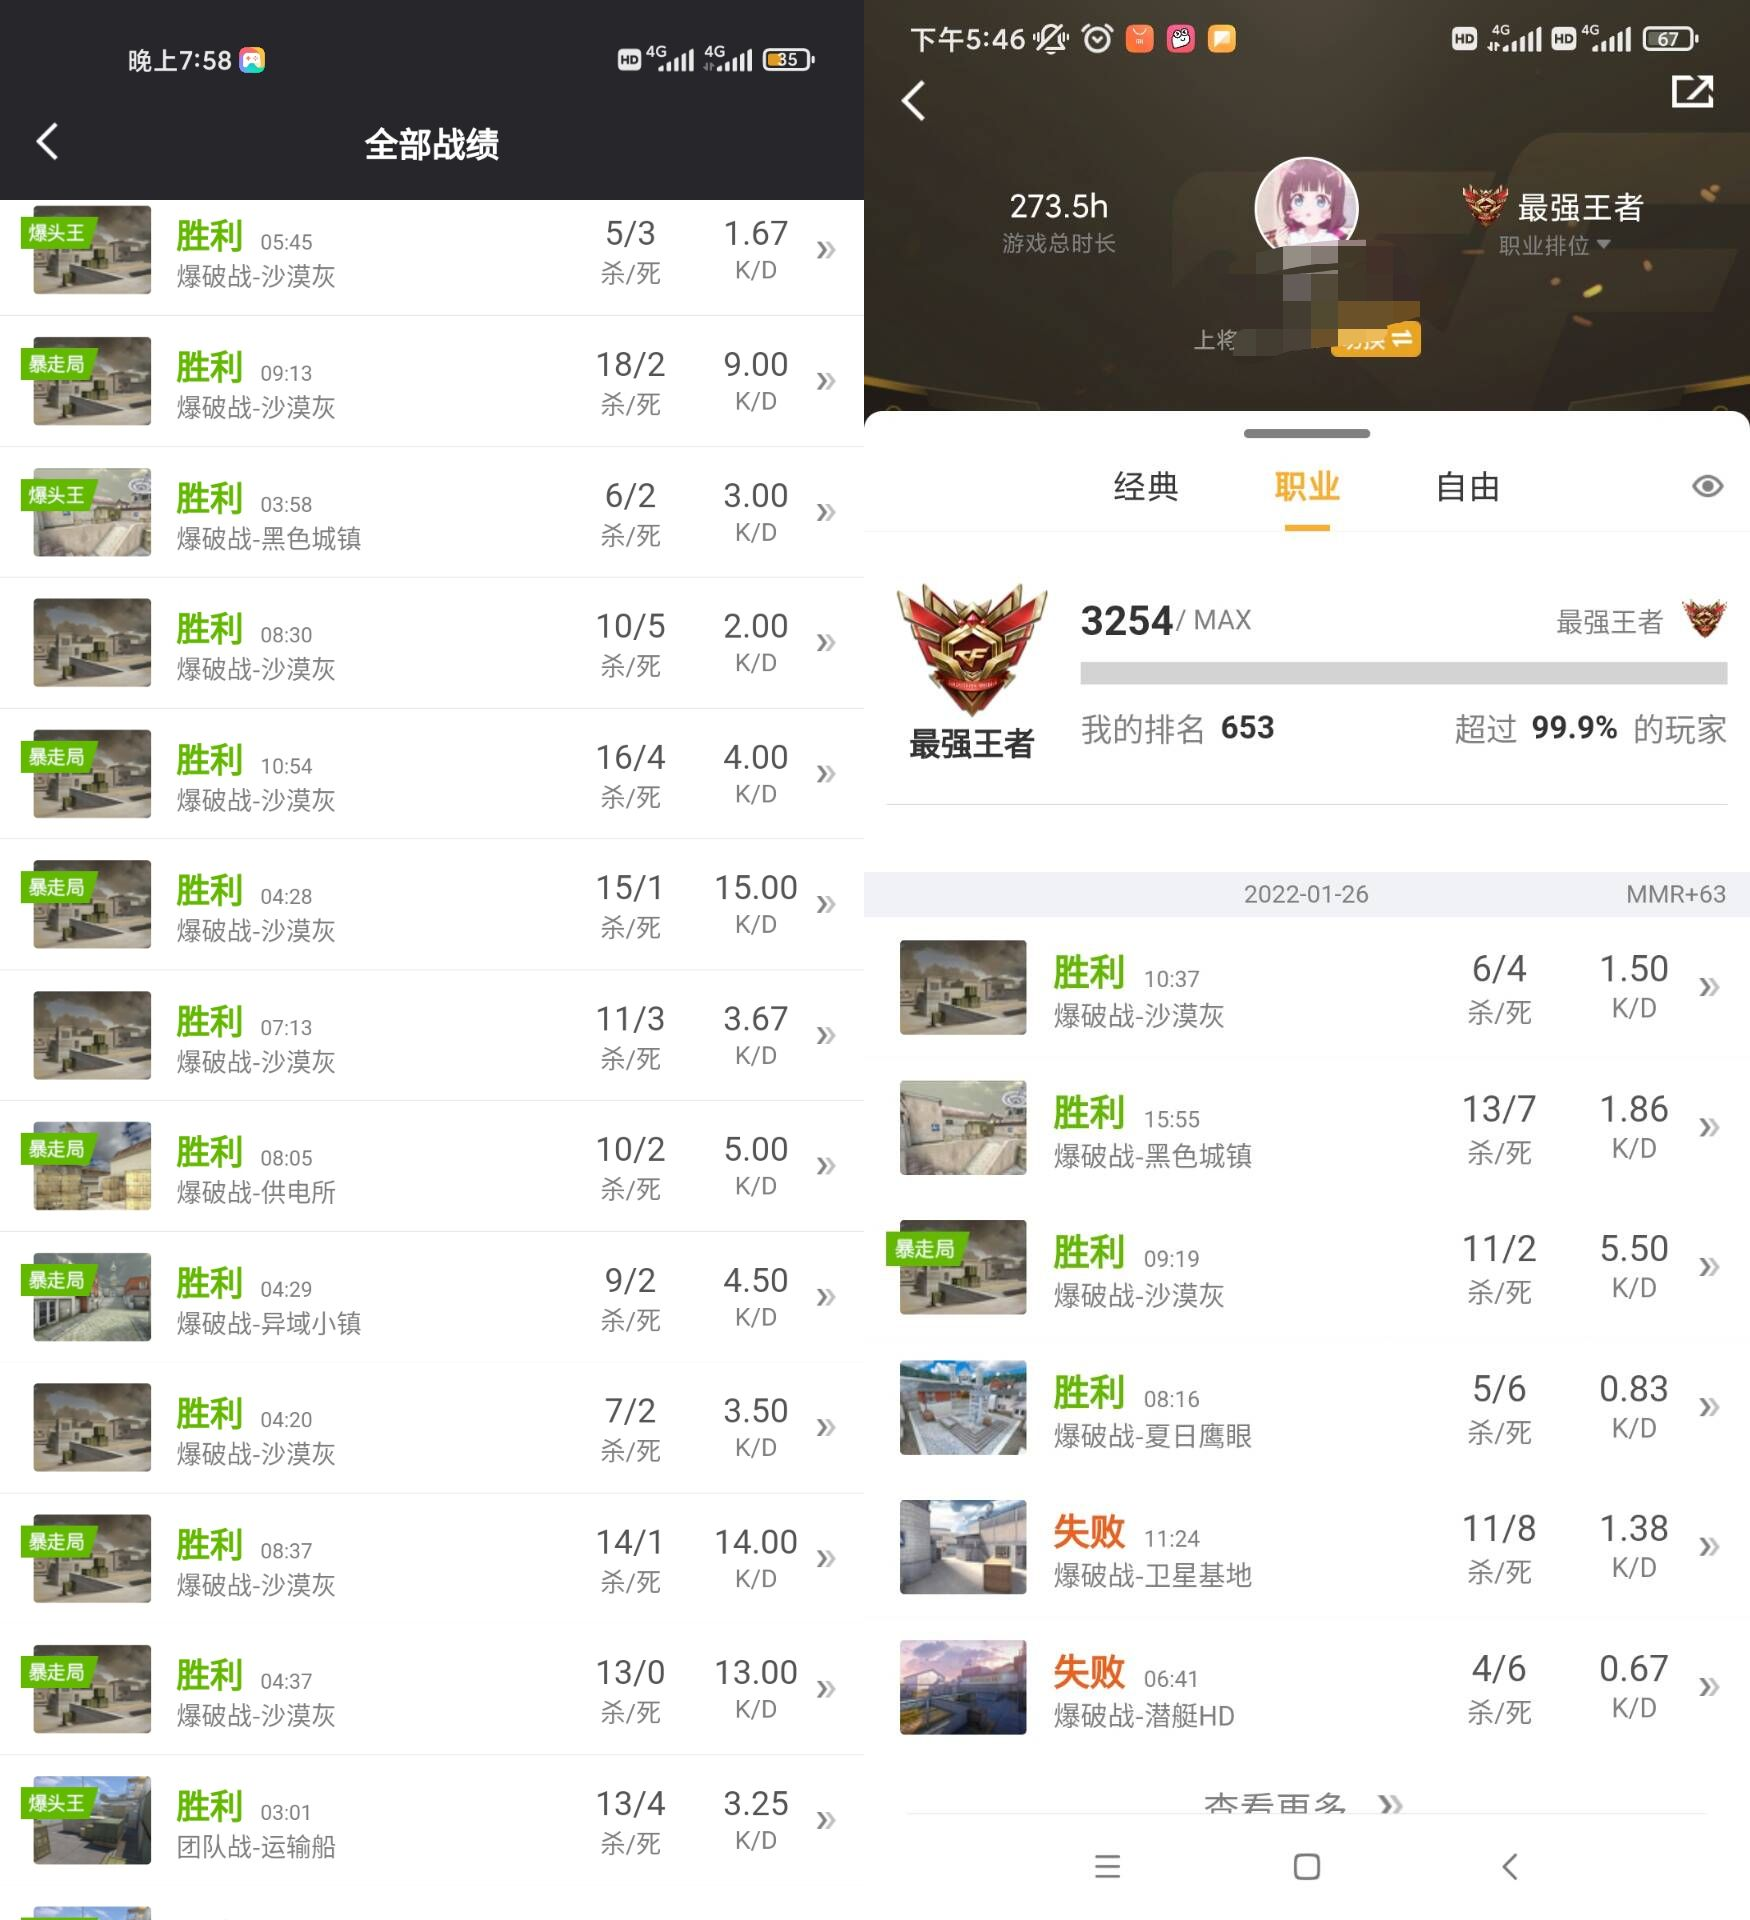 晚上7:58
HD 4G 4G 35
全部战绩
爆头王 胜利 05:45 5/3 1.67
爆破战-沙漠灰 杀/死 K/D
暴走局 胜利 09:13 18/2 9.00
爆破战-沙漠灰 杀/死 K/D
爆头王 胜利 03:58 6/2 3.00
爆破战-黑色城镇 杀/死 K/D
胜利 08:30 10/5 2.00
爆破战-沙漠灰 杀/死 K/D
暴走局 胜利 10:54 16/4 4.00
爆破战-沙漠灰 杀/死 K/D
暴走局 胜利 04:28 15/1 15.00
爆破战-沙漠灰 杀/死 K/D
胜利 07:13 11/3 3.67
爆破战-沙漠灰 杀/死 K/D
暴走局 胜利 08:05 10/2 5.00
爆破战-供电所 杀/死 K/D
暴走局 胜利 04:29 9/2 4.50
爆破战-异域小镇 杀/死 K/D
胜利 04:20 7/2 3.50
爆破战-沙漠灰 杀/死 K/D
暴走局 胜利 08:37 14/1 14.00
爆破战-沙漠灰 杀/死 K/D
暴走局 胜利 04:37 13/0 13.00
爆破战-沙漠灰 杀/死 K/D
爆头王 胜利 03:01 13/4 3.25
团队战-运输船 杀/死 K/D
下午5:46 HD 4G HD 4G 67
273.5h 最强王者
游戏总时长 职业排位
上将
经典 职业 自由
3254/ MAX 最强王者
我的排名 653 超过 99.9% 的玩家
最强王者
2022-01-26 MMR+63
胜利 10:37 6/4 1.50
爆破战-沙漠灰 杀/死 K/D
胜利 15:55 13/7 1.86
爆破战-黑色城镇 杀/死 K/D
暴走局 胜利 09:19 11/2 5.50
爆破战-沙漠灰 杀/死 K/D
胜利 08:16 5/6 0.83
爆破战-夏日鹰眼 杀/死 K/D
失败 11:24 11/8 1.38
爆破战-卫星基地 杀/死 K/D
失败 06:41 4/6 0.67
爆破战-潜艇HD 杀/死 K/D
查看更多